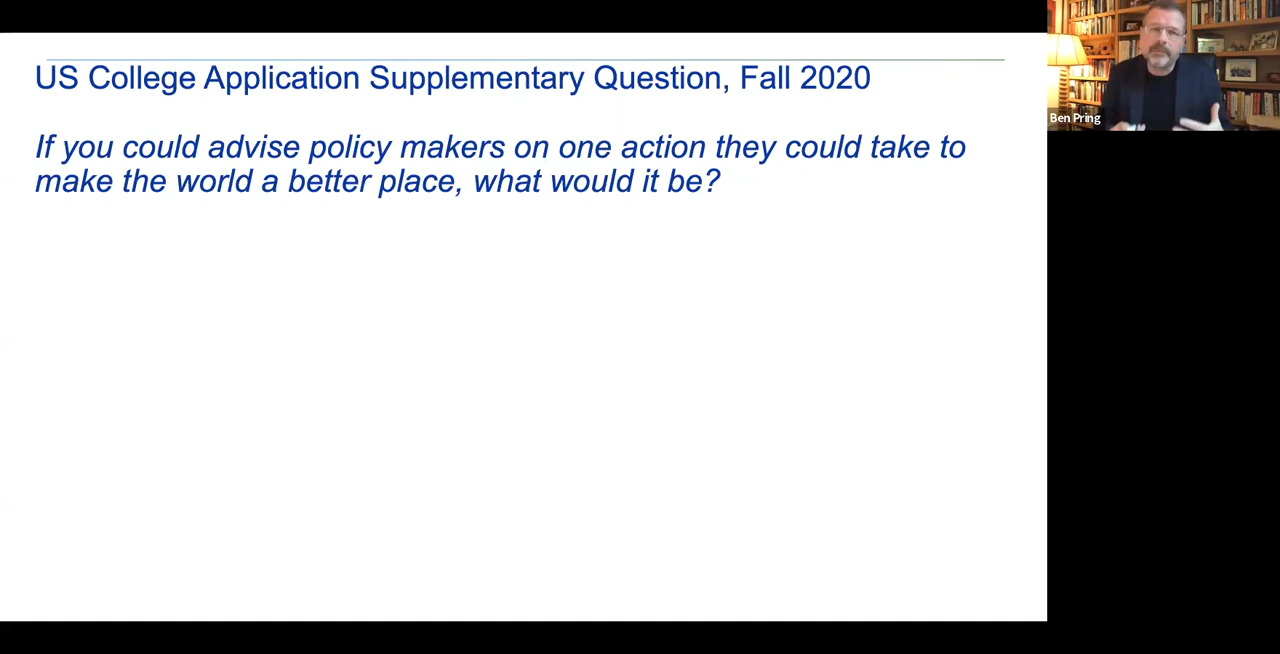 US College Application Supplementary Question, Fall 2020
If you could advise policy makers on one action they could take to
make the world a better place, what would it be?
Ben Pring